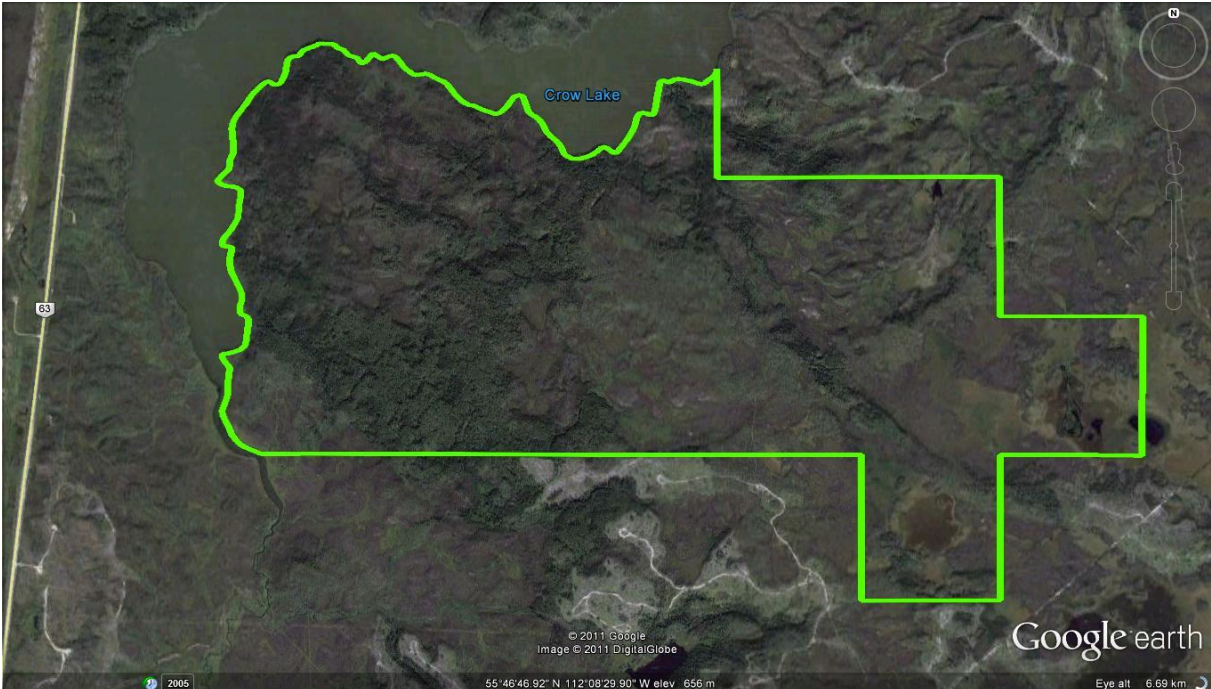 N
Crow Lake
63
© 2011 Google
Image © 2011 DigitalGlobe
Google earth
2005
55°46'46.92" N 112°08'29.90" W elev 656 m
Eye alt 6.69 km